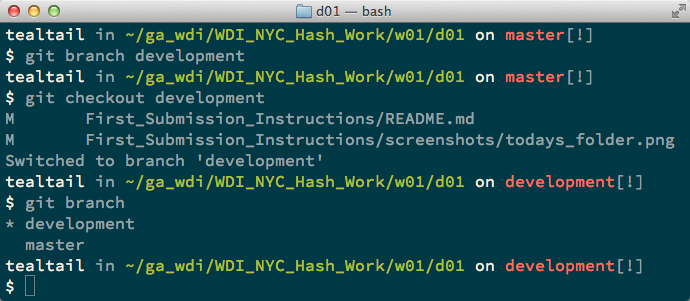 d01 — bash
tealtail in ~/ga_wdi/WDI_NYC_Hash_Work/w01/d01 on master[!]
$ git branch development
tealtail in ~/ga_wdi/WDI_NYC_Hash_Work/w01/d01 on master[!]
$ git checkout development
M       First_Submission_Instructions/README.md
M       First_Submission_Instructions/screenshots/todays_folder.png
Switched to branch 'development'
tealtail in ~/ga_wdi/WDI_NYC_Hash_Work/w01/d01 on development[!]
$ git branch
* development
  master
tealtail in ~/ga_wdi/WDI_NYC_Hash_Work/w01/d01 on development[!]
$